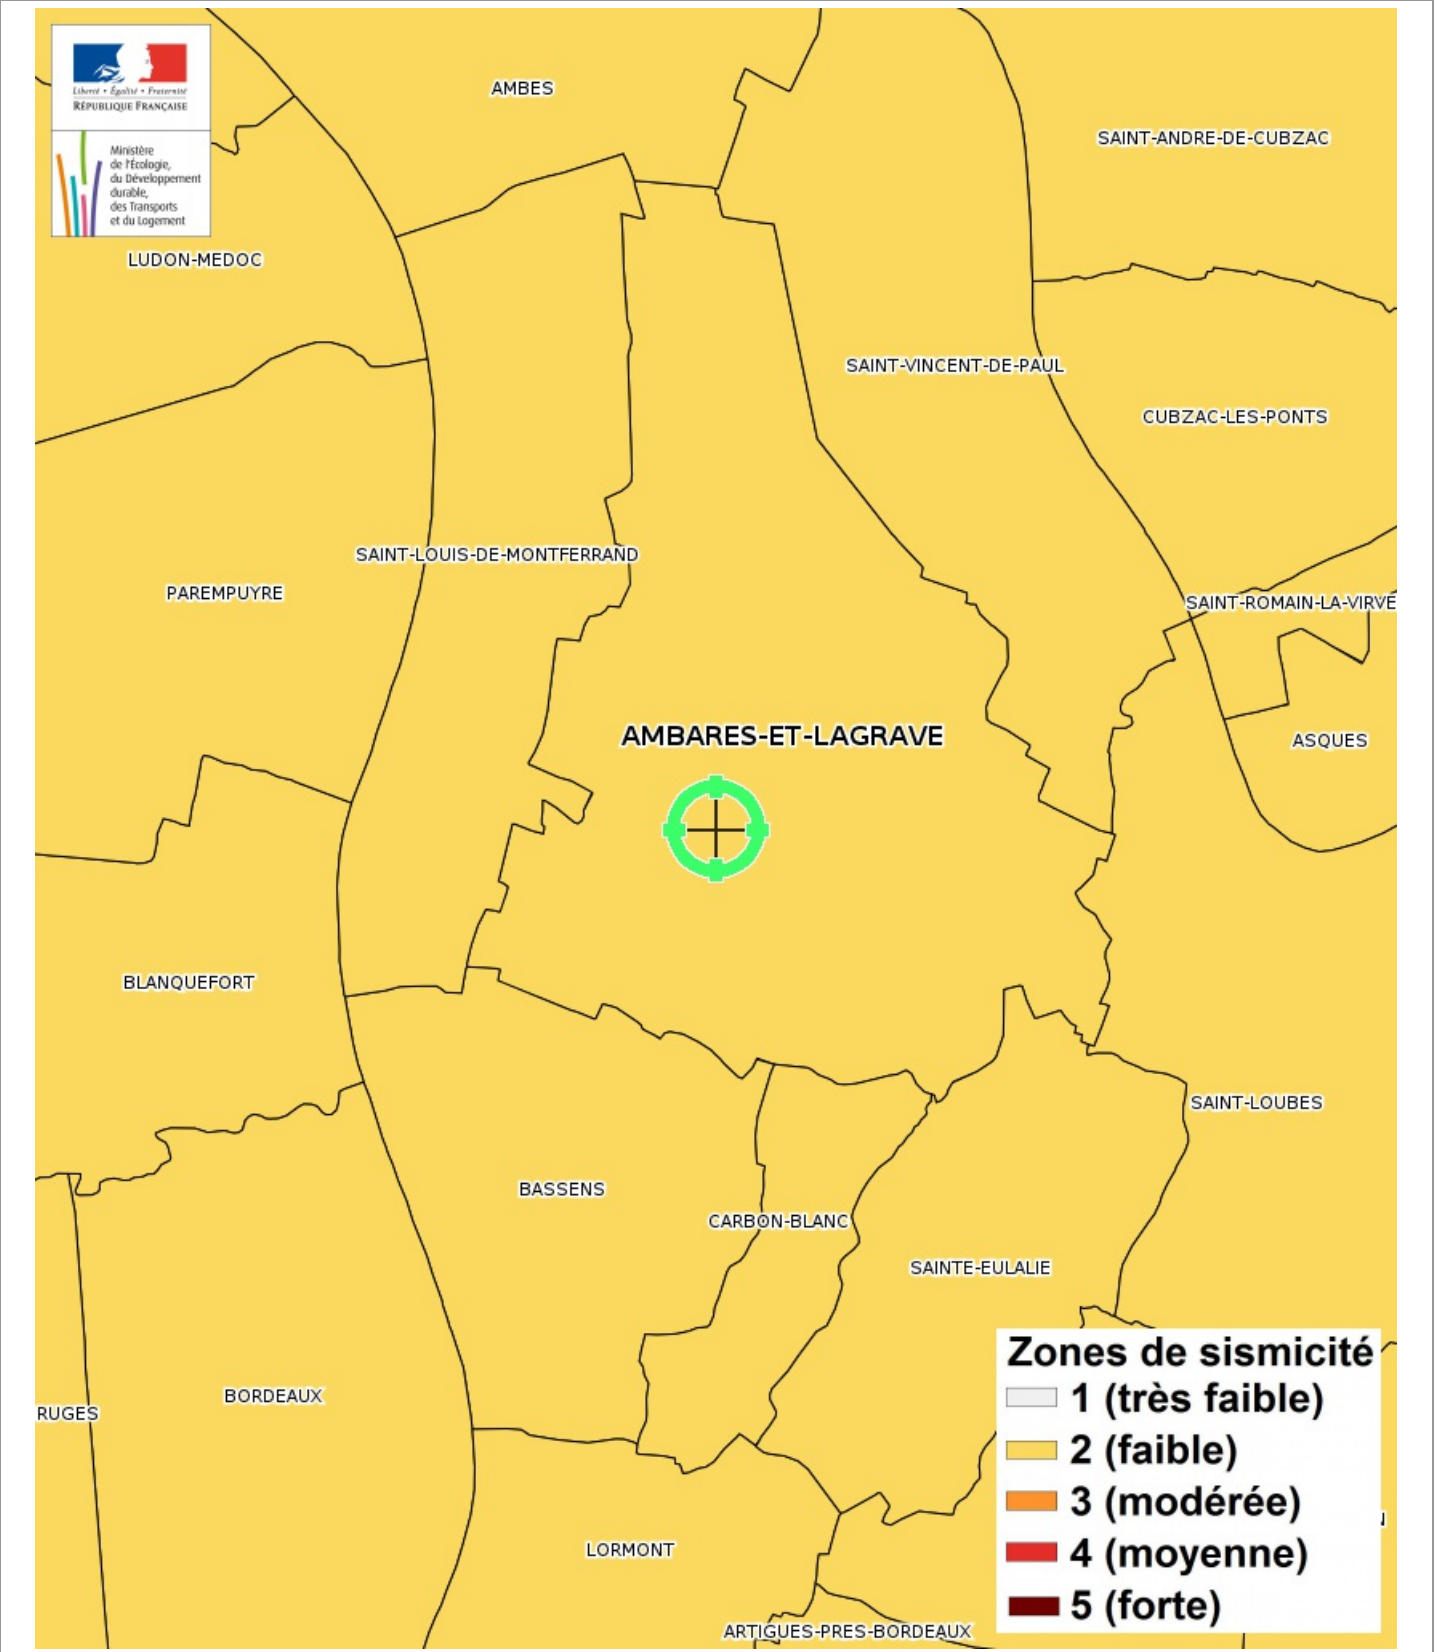 Liberté • Égalité • Fraternité
RÉPUBLIQUE FRANÇAISE
Ministère
de l'Écologie,
du Développement
durable,
des Transports
et du Logement
AMBES
SAINT-ANDRE-DE-CUBZAC
LUDON-MEDOC
SAINT-VINCENT-DE-PAUL
CUBZAC-LES-PONTS
SAINT-LOUIS-DE-MONTFERRAND
PAREMPUYRE
SAINT-ROMAIN-LA-VIRVE
AMBARES-ET-LAGRAVE
ASQUES
BLANQUEFORT
SAINT-LOUBES
BASSENS
CARBON-BLANC
SAINTE-EULALIE
BORDEAUX
RUGES
LORMONT
ARTIGUES-PRES-BORDEAUX
Zones de sismicité
1 (très faible)
2 (faible)
3 (modérée)
4 (moyenne)
5 (forte)